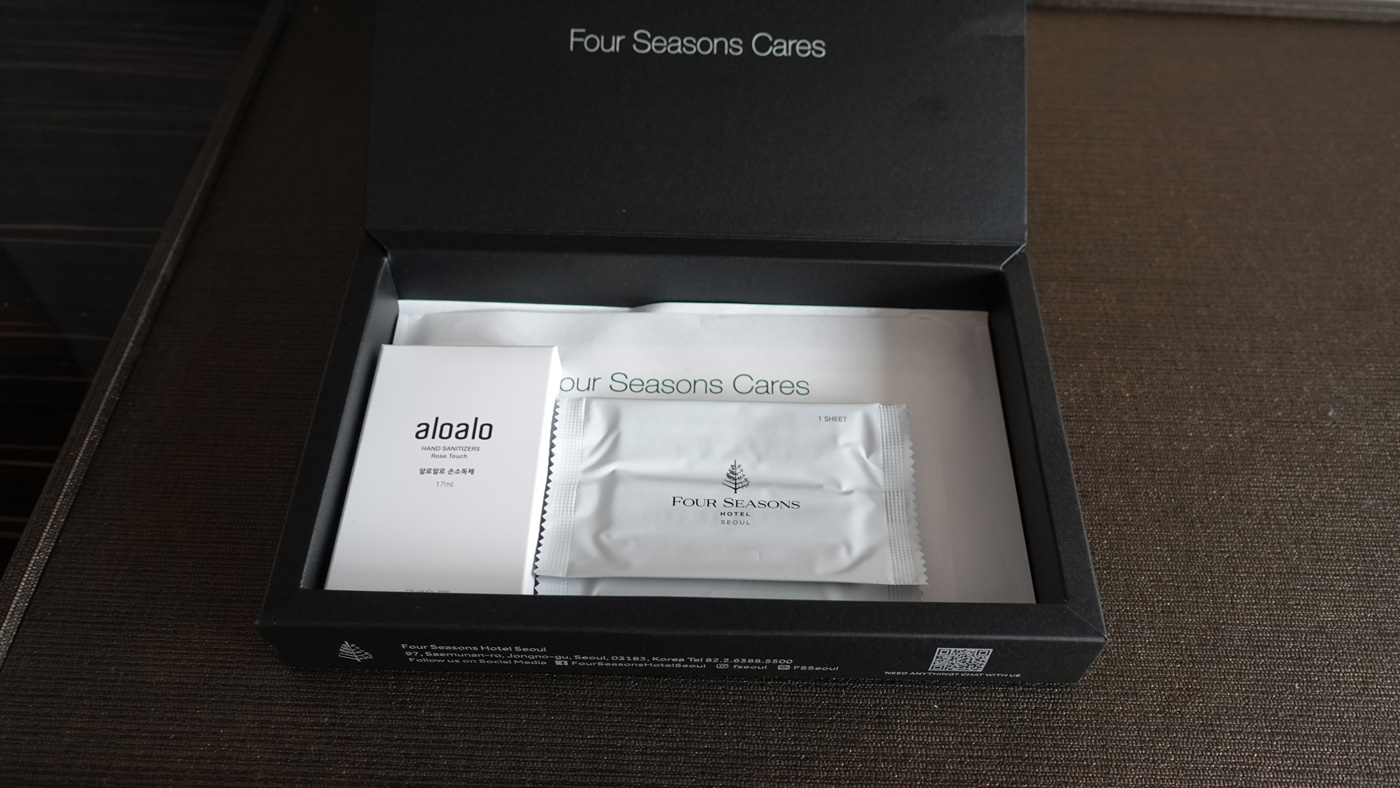 Four Seasons Cares
our Seasons Cares
1 SHEET
aloalo
HAND SANITIZERS
Rose Touch
알로알로 손소독제
17ml
FOUR SEASONS
HOTEL
SEOUL
Four Seasons Hotel Seoul
97, Saemunan-ro, Jongno-gu, Seoul, 03183, Korea Tel 82.2.6388.5500
Follow us on Social Media FourSeasonsHotelSeoul fseoul FSSeoul
NEED ANYTHING? CHAT WITH US